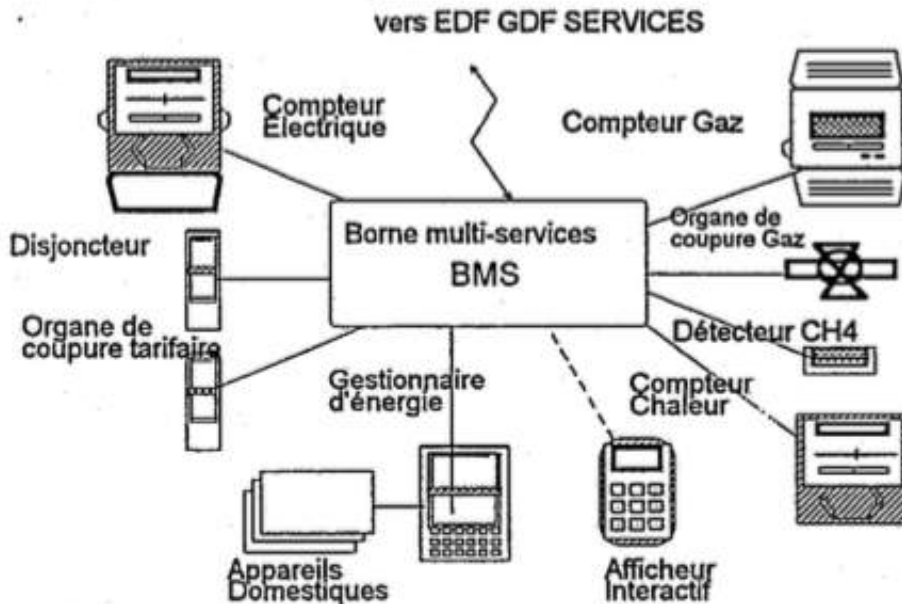 vers EDF GDF SERVICES
Compteur
Electrique
Compteur Gaz
Disjoncteur
Borne multi-services
BMS
Organe de
coupure Gaz
Organe de
coupure tarifaire
Détecteur CH4
Gestionnaire
d'énergie
Compteur
Chaleur
Appareils
Domestiques
Afficheur
Interactif